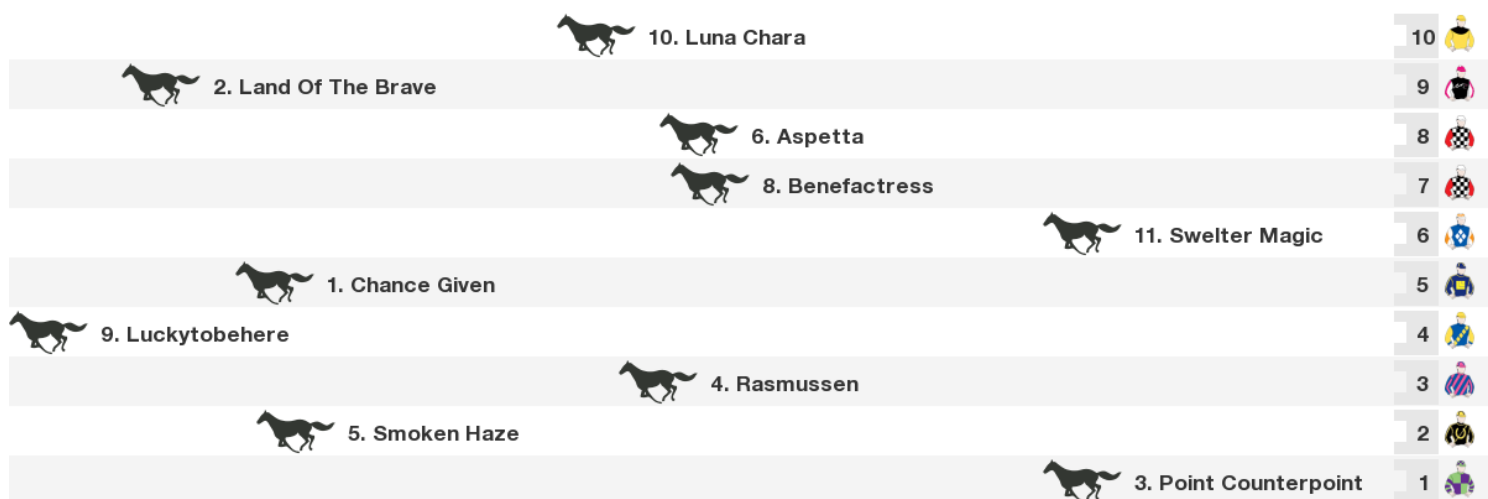 10. Luna Chara 10
2. Land Of The Brave 9
6. Aspetta 8
8. Benefactress 7
11. Swelter Magic 6
1. Chance Given 5
9. Luckytobehere 4
4. Rasmussen 3
5. Smoken Haze 2
3. Point Counterpoint 1